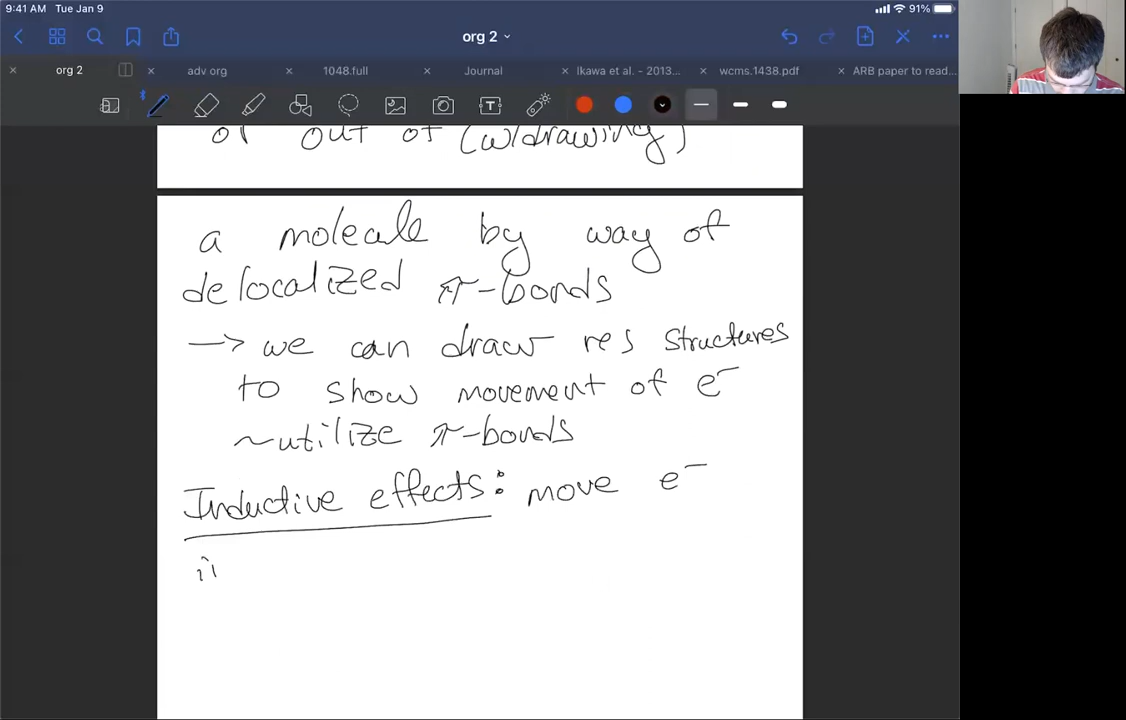 9:41 AM Tue Jan 9
91%
org 2
org 2
adv org
1048.full
Journal
Ikawa et al. - 2013...
wcms.1438.pdf
ARB paper to read...
or out of (w/drawing)
a molecule by way of
delocalized π-bonds
→ we can draw res structures
to show movement of e⁻
~utilize π-bonds
Inductive effects: move e⁻